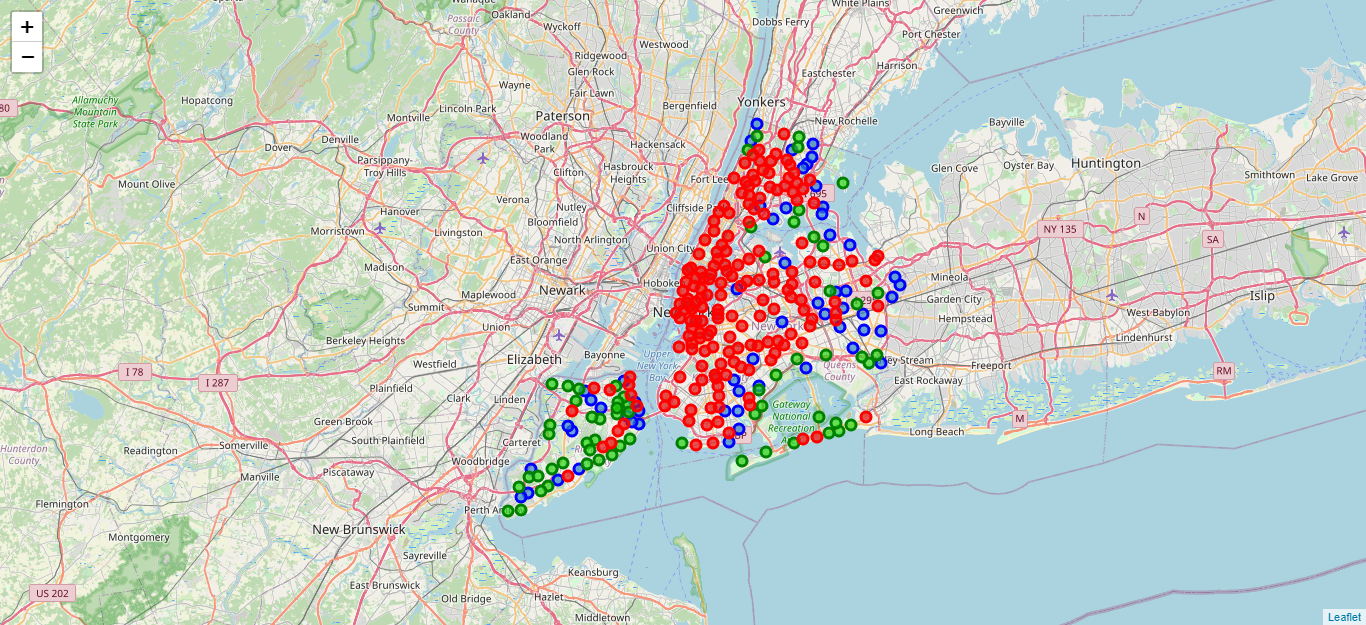 +
−
Oakland
Passaic
County
Wyckoff
Ridgewood
Glen Rock
Westwood
Dobbs Ferry
White Plains
Greenwich
Port Chester
Harrison
Eastchester
Wayne
Fair Lawn
Bergenfield
Yonkers
New Rochelle
80
Allamuchy
Mountain
State Park
Hopatcong
Lincoln Park
Montville
Paterson
Bayville
Denville
Dover
Parsippany-
Troy Hills
Woodland
Park
Hackensack
Hasbrouck
Heights
Clifton
Fort Lee
Glen Cove
Oyster Bay
Huntington
Smithtown
Lake Grove
Mount Olive
Verona
Nutley
Cliffside
Hanover
Bloomfield
North Arlington
Union City
Morristown
Livingston
East Orange
N
SA
NY 135
Madison
Maplewood
Newark
Hoboken
Mineola
Garden City
Hempstead
Islip
West Babylon
Lindenhurst
Summit
Union
Berkeley Heights
Elizabeth
Bayonne
Upper
New York
Bay
Queens
County
Freeport
East Rockaway
RM
M
Long Beach
I 78
I 287
Westfield
Plainfield
Clark
Linden
Green Brook
South Plainfield
Carteret
Gateway
National
Recreation
Hunterdon
County
Readington
Somerville
Manville
Piscataway
Woodbridge
Flemington
Perth
New Brunswick
Montgomery
Sayreville
East Brunswick
Old Bridge
Keansburg
Hazlet
Middletown
US 202
Leaflet